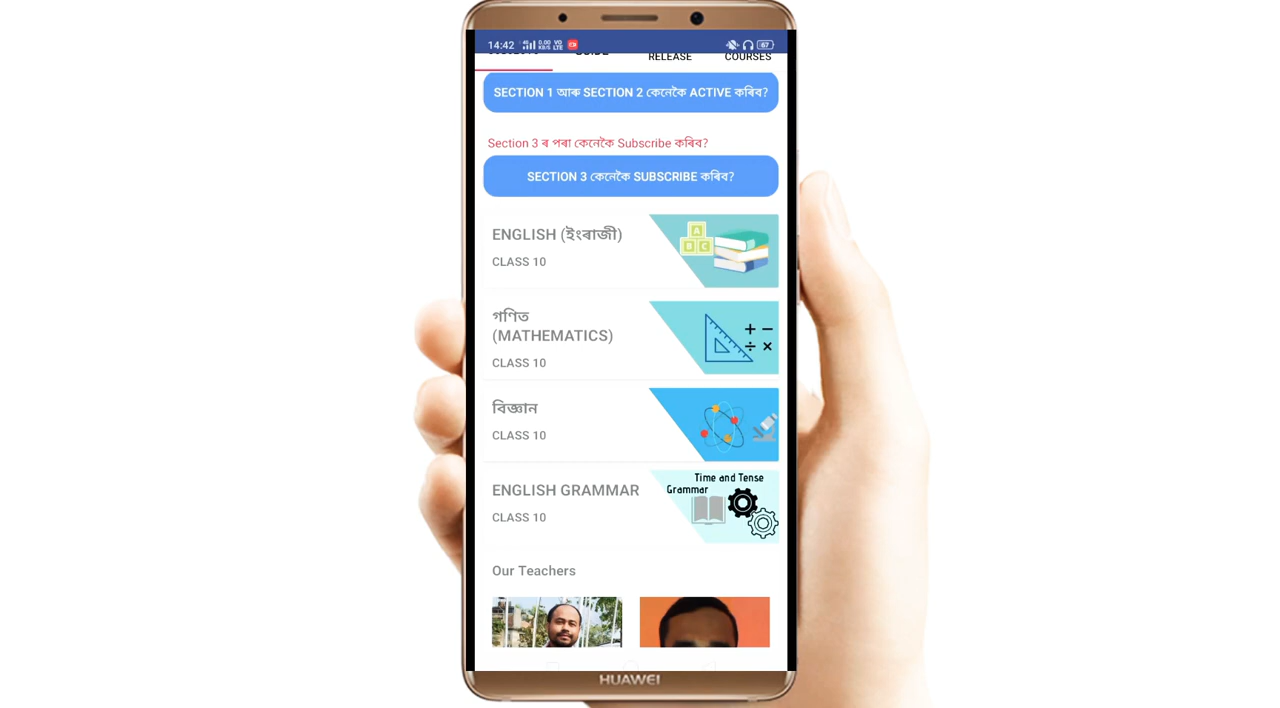 14:42
RELEASE
COURSES
SECTION 1 আৰু SECTION 2 কেনেকৈ ACTIVE কৰিব?
Section 3 ৰ পৰা কেনেকৈ Subscribe কৰিব?
SECTION 3 কেনেকৈ SUBSCRIBE কৰিব?
ENGLISH (ইংৰাজী)
CLASS 10
A
B C
গণিত
(MATHEMATICS)
CLASS 10
বিজ্ঞান
CLASS 10
ENGLISH GRAMMAR
CLASS 10
Time and Tense
Grammar
Our Teachers
HUAWEI